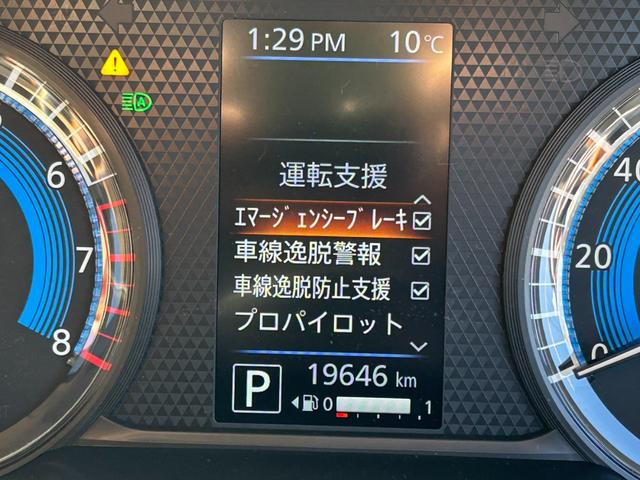 1:29 PM 10℃
運転支援
エマージェンシーブレーキ
車線逸脱警報
車線逸脱防止支援
プロパイロット
P 19646 km
0 1
6
7
8
40
20
0
A